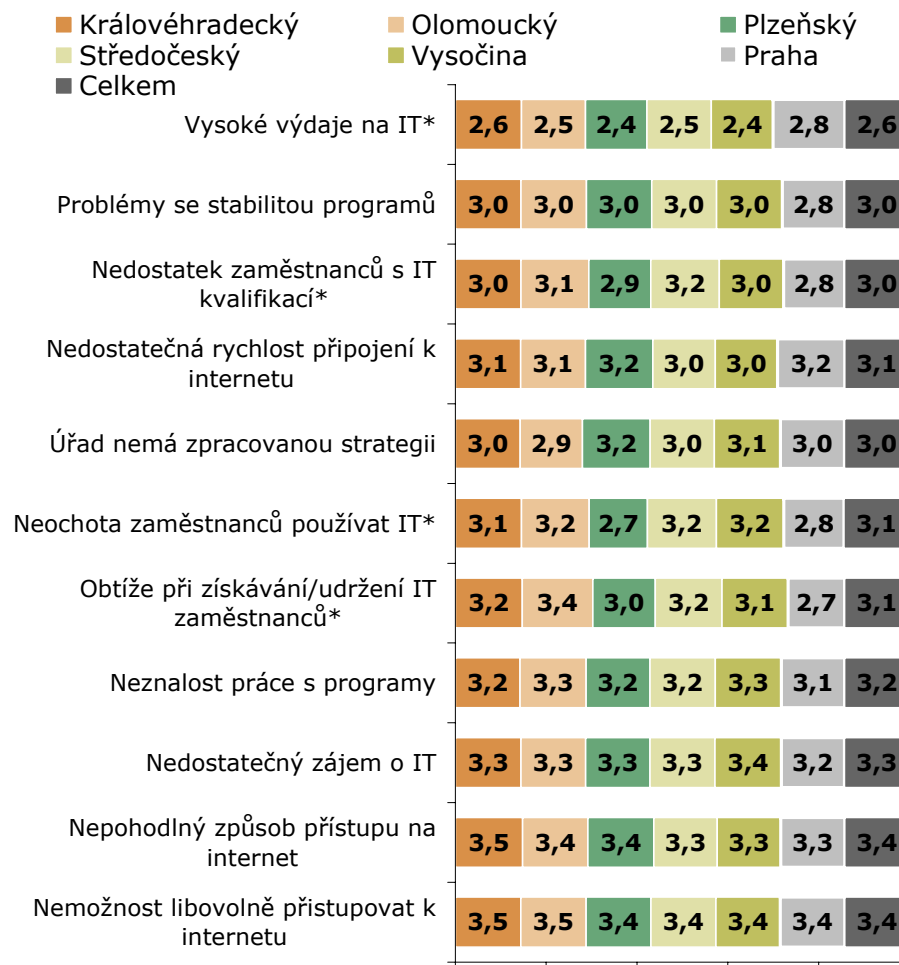 Královéhradecký Olomoucký Plzeňský
Středočeský Vysočina Praha
Celkem
Vysoké výdaje na IT* 2,6 2,5 2,4 2,5 2,4 2,8 2,6
Problémy se stabilitou programů 3,0 3,0 3,0 3,0 3,0 2,8 3,0
Nedostatek zaměstnanců s IT
kvalifikací* 3,0 3,1 2,9 3,2 3,0 2,8 3,0
Nedostatečná rychlost připojení k
internetu 3,1 3,1 3,2 3,0 3,0 3,2 3,1
Úřad nemá zpracovanou strategii 3,0 2,9 3,2 3,0 3,1 3,0 3,0
Neochota zaměstnanců používat IT* 3,1 3,2 2,7 3,2 3,2 2,8 3,1
Obtíže při získávání/udržení IT
zaměstnanců* 3,2 3,4 3,0 3,2 3,1 2,7 3,1
Neznalost práce s programy 3,2 3,3 3,2 3,2 3,3 3,1 3,2
Nedostatečný zájem o IT 3,3 3,3 3,3 3,3 3,4 3,2 3,3
Nepohodlný způsob přístupu na
internet 3,5 3,4 3,4 3,3 3,3 3,3 3,4
Nemožnost libovolně přistupovat k
internetu 3,5 3,5 3,4 3,4 3,4 3,4 3,4